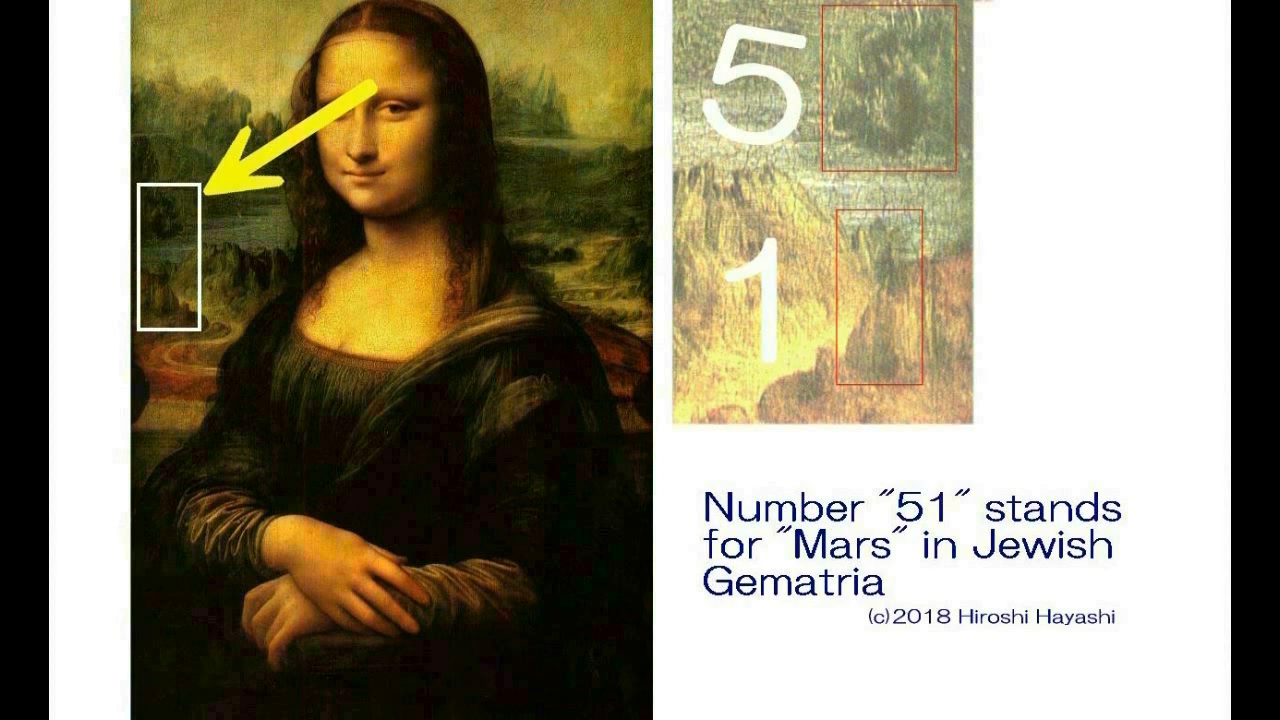 5
1
Number "51" stands
for "Mars" in Jewish
Gematria
(c)2018 Hiroshi Hayashi